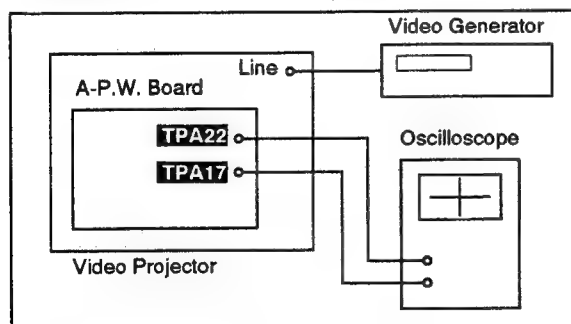 Video Generator
Line
A-P.W. Board
TPA22
Oscilloscope
TPA17
Video Projector